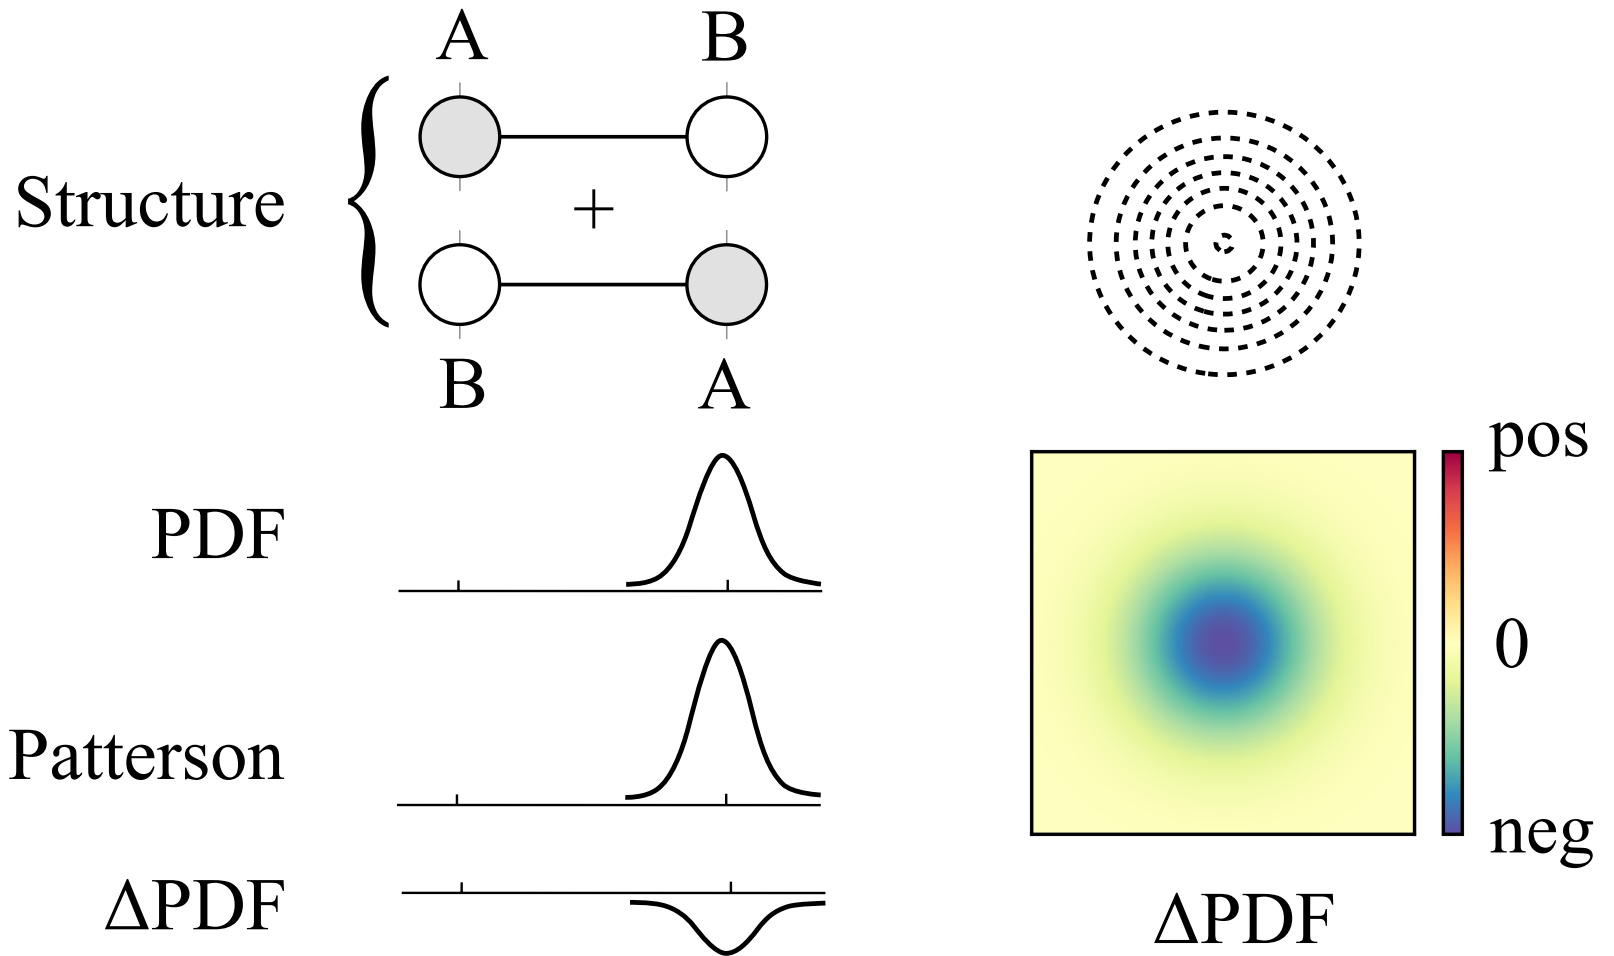 A B
Structure
+
B A
PDF
Patterson
ΔPDF
pos
0
neg
ΔPDF